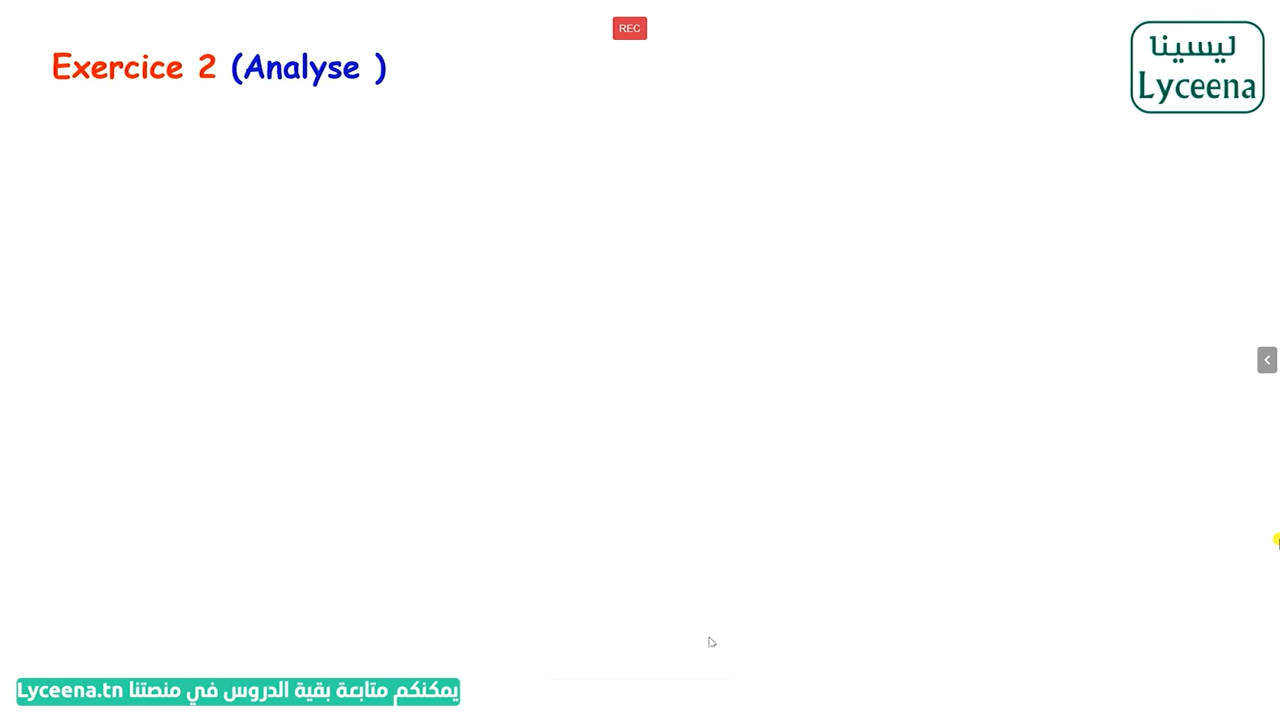 REC
Exercice 2 (Analyse )
ليسينا
Lyceena
يمكنكم متابعة بقية الدروس في منصتنا Lyceena.tn